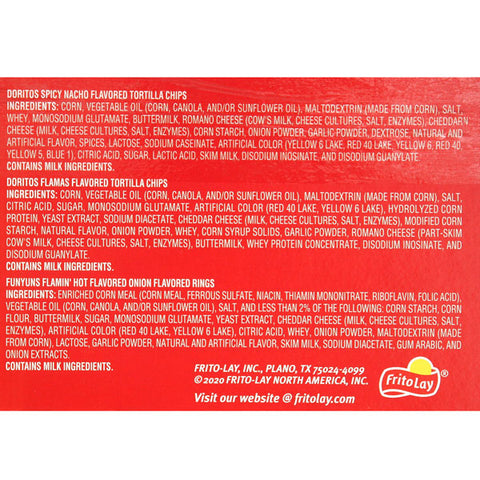 DORITOS SPICY NACHO FLAVORED TORTILLA CHIPS
INGREDIENTS: CORN, VEGETABLE OIL (CORN, CANOLA, AND/OR SUNFLOWER OIL), MALTODEXTRIN (MADE FROM CORN), SALT,
WHEY, MONOSODIUM GLUTAMATE, BUTTERMILK, ROMANO CHEESE (COW'S MILK, CHEESE CULTURES, SALT, ENZYMES), CHEDDAR
CHEESE (MILK, CHEESE CULTURES, SALT, ENZYMES), CORN STARCH, ONION POWDER, GARLIC POWDER, DEXTROSE, NATURAL AND
ARTIFICIAL FLAVOR, SPICES, LACTOSE, SODIUM CASEINATE, ARTIFICIAL COLOR (YELLOW 6 LAKE, RED 40 LAKE, YELLOW 6, RED 40,
YELLOW 5, BLUE 1), CITRIC ACID, SUGAR, LACTIC ACID, SKIM MILK, DISODIUM INOSINATE, AND DISODIUM GUANYLATE.
CONTAINS MILK INGREDIENTS.
DORITOS FLAMAS FLAVORED TORTILLA CHIPS
INGREDIENTS: CORN, VEGETABLE OIL (CORN, CANOLA, AND/OR SUNFLOWER OIL), MALTODEXTRIN (MADE FROM CORN), SALT,
CITRIC ACID, SUGAR, MONOSODIUM GLUTAMATE, ARTIFICIAL COLOR (RED 40 LAKE, YELLOW 6 LAKE), HYDROLYZED CORN
PROTEIN, YEAST EXTRACT, SODIUM DIACETATE, CHEDDAR CHEESE (MILK, CHEESE CULTURES, SALT, ENZYMES), MODIFIED CORN
STARCH, NATURAL FLAVOR, ONION POWDER, WHEY, CORN SYRUP SOLIDS, GARLIC POWDER, ROMANO CHEESE (PART-SKIM
COW'S MILK, CHEESE CULTURES, SALT, ENZYMES), BUTTERMILK, WHEY PROTEIN CONCENTRATE, DISODIUM INOSINATE, AND
DISODIUM GUANYLATE.
CONTAINS MILK INGREDIENTS.
FUNYUNS FLAMIN' HOT FLAVORED ONION FLAVORED RINGS
INGREDIENTS: ENRICHED CORN MEAL (CORN MEAL, FERROUS SULFATE, NIACIN, THIAMIN MONONITRATE, RIBOFLAVIN, FOLIC ACID),
VEGETABLE OIL (CORN, CANOLA, AND/OR SUNFLOWER OIL), SALT, AND LESS THAN 2% OF THE FOLLOWING: CORN STARCH, CORN
FLOUR, BUTTERMILK, SUGAR, MONOSODIUM GLUTAMATE, YEAST EXTRACT, CHEDDAR CHEESE (MILK, CHEESE CULTURES, SALT,
ENZYMES), ARTIFICIAL COLOR (RED 40 LAKE, YELLOW 6 LAKE), CITRIC ACID, WHEY, ONION POWDER, MALTODEXTRIN (MADE
FROM CORN), LACTOSE, GARLIC POWDER, NATURAL AND ARTIFICIAL FLAVOR, SKIM MILK, SODIUM DIACETATE, GUM ARABIC, AND
ONION EXTRACTS.
CONTAINS MILK INGREDIENTS.
FRITO-LAY, INC., PLANO, TX 75024-4099
©2020 FRITO-LAY NORTH AMERICA, INC.
Visit our website @ fritolay.com
FritoLay®